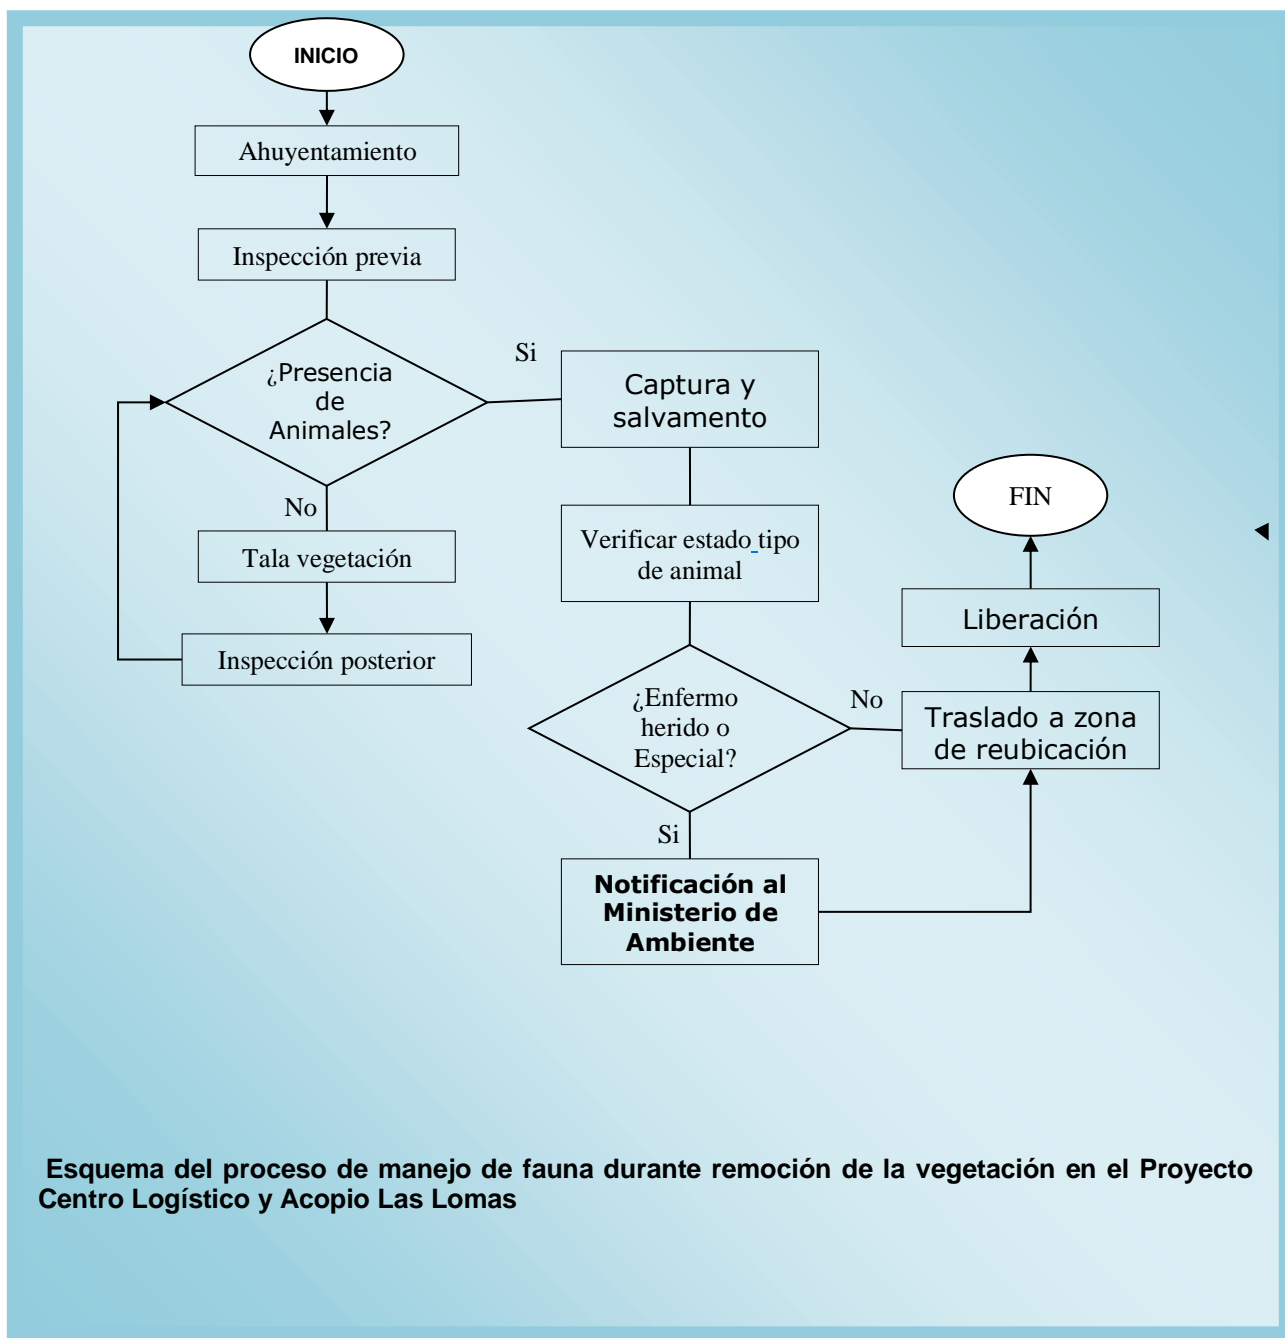 INICIO
Ahuyentamiento
Inspección previa
¿Presencia
de
Animales?
Si
Captura y
salvamento
No
Tala vegetación
Inspección posterior
Verificar estado tipo
de animal
FIN
Liberación
¿Enfermo
herido o
Especial?
No
Traslado a zona
de reubicación
Si
Notificación al
Ministerio de
Ambiente
Esquema del proceso de manejo de fauna durante remoción de la vegetación en el Proyecto
Centro Logístico y Acopio Las Lomas